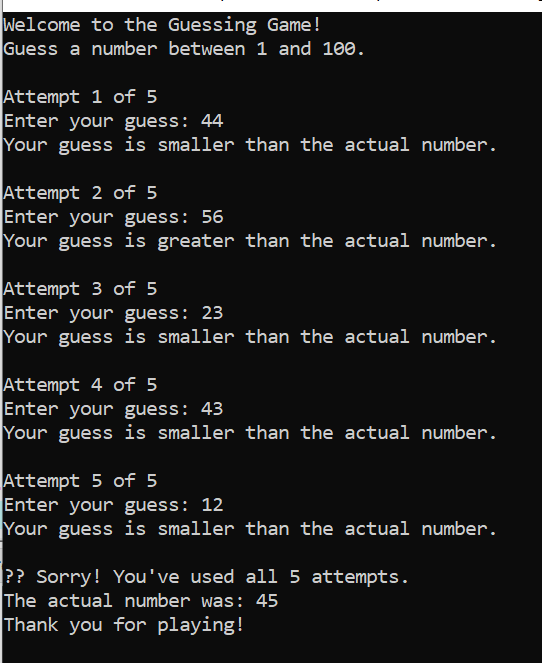 Welcome to the Guessing Game!
Guess a number between 1 and 100.
Attempt 1 of 5
Enter your guess: 44
Your guess is smaller than the actual number.
Attempt 2 of 5
Enter your guess: 56
Your guess is greater than the actual number.
Attempt 3 of 5
Enter your guess: 23
Your guess is smaller than the actual number.
Attempt 4 of 5
Enter your guess: 43
Your guess is smaller than the actual number.
Attempt 5 of 5
Enter your guess: 12
Your guess is smaller than the actual number.
?? Sorry! You've used all 5 attempts.
The actual number was: 45
Thank you for playing!